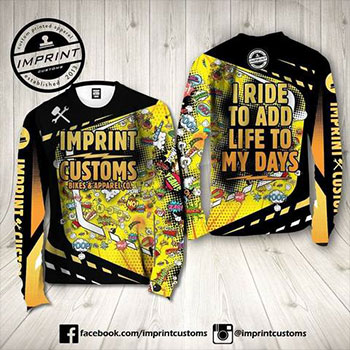 custom printed apparel
IMPRINT
CUSTOMS
established 2013
IMPRINT
CUSTOMS
BIKES & APPAREL CO.
I RIDE
TO ADD
LIFE TO
MY DAYS
IMPRINT CUSTOMS
facebook.com/imprintcustoms
@imprintcustoms